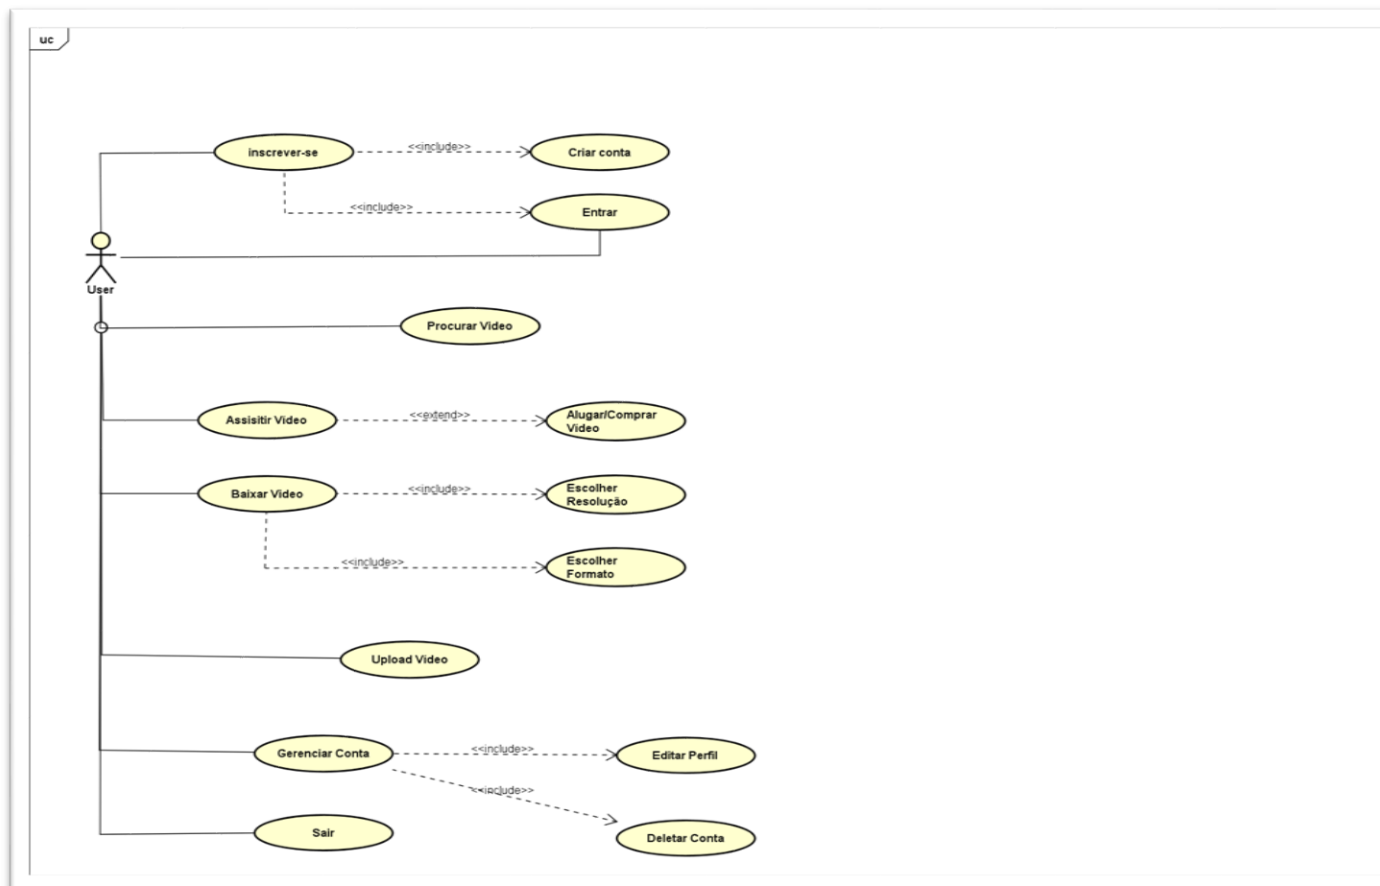 uc
inscrever-se
<<include>>
Criar conta
<<include>>
Entrar
User
Procurar Video
Assisitir Video
<<extend>>
Alugar/Comprar
Video
Baixar Video
<<include>>
Escolher
Resolução
<<include>>
Escolher
Formato
Upload Video
Gerenciar Conta
<<include>>
Editar Perfil
<<include>>
Sair
Deletar Conta